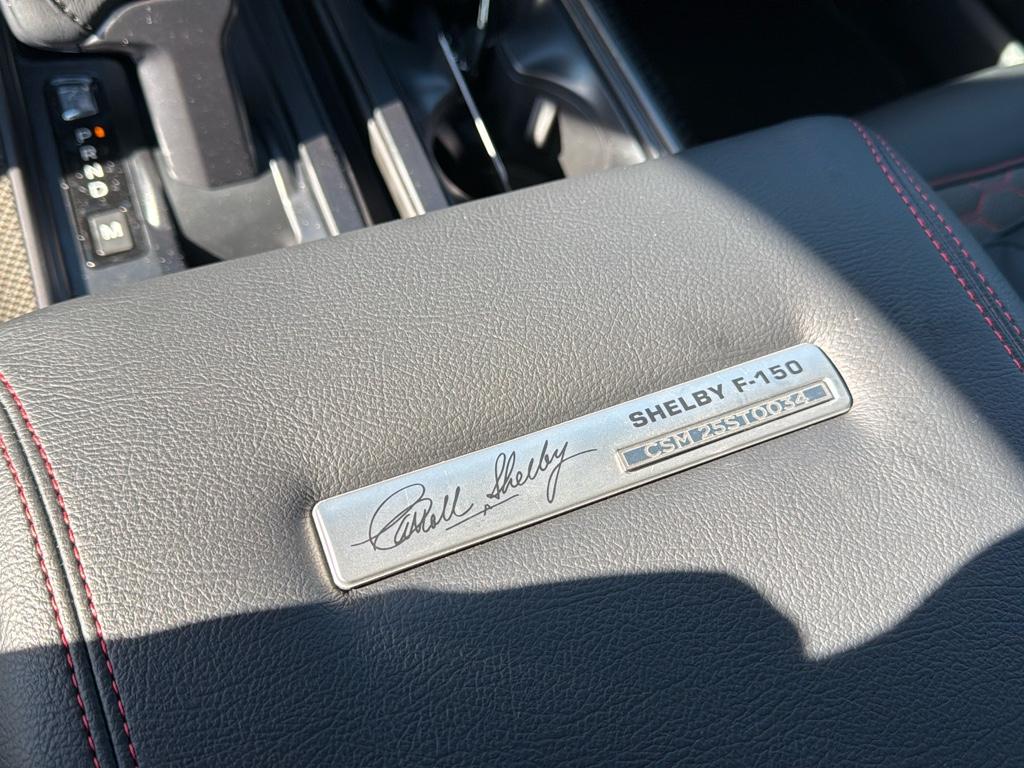 P
R
N
D
M
Carroll Shelby
SHELBY F-150
CSM 25ST0034